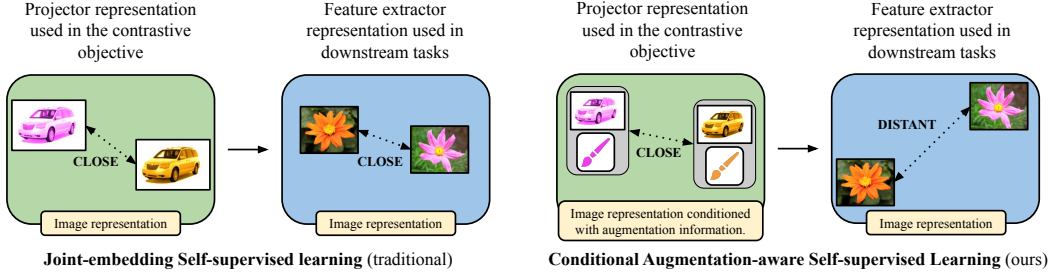 Projector representation
used in the contrastive
objective
Feature extractor
representation used in
downstream tasks
CLOSE
Image representation
CLOSE
Image representation
Joint-embedding Self-supervised learning (traditional)
Projector representation
used in the contrastive
objective
Feature extractor
representation used in
downstream tasks
CLOSE
Image representation conditioned
with augmentation information.
DISTANT
Image representation
Conditional Augmentation-aware Self-supervised Learning (ours)